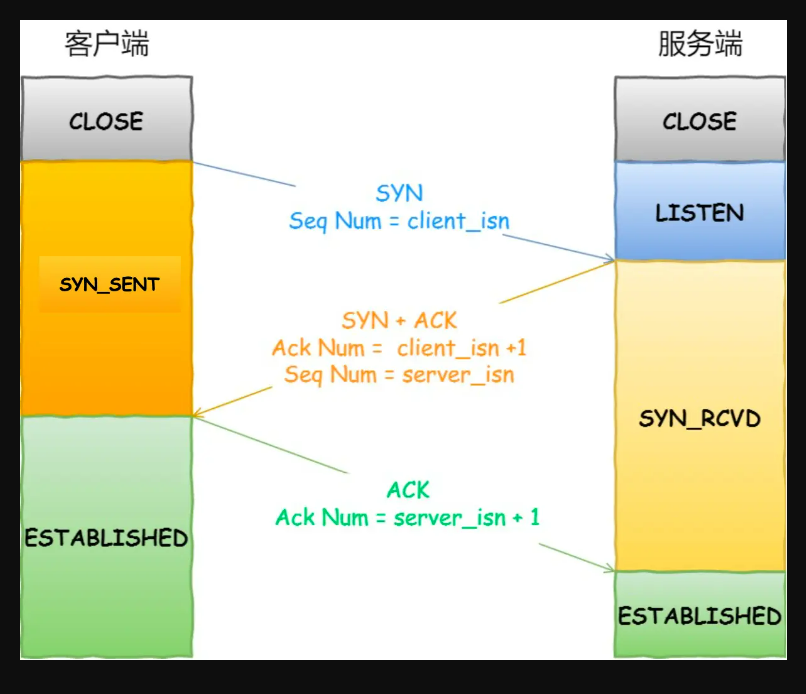 客户端
服务端
CLOSE
CLOSE
SYN
Seq Num = client_isn
LISTEN
SYN_SENT
SYN + ACK
Ack Num = client_isn +1
Seq Num = server_isn
SYN_RCVD
ACK
Ack Num = server_isn + 1
ESTABLISHED
ESTABLISHED